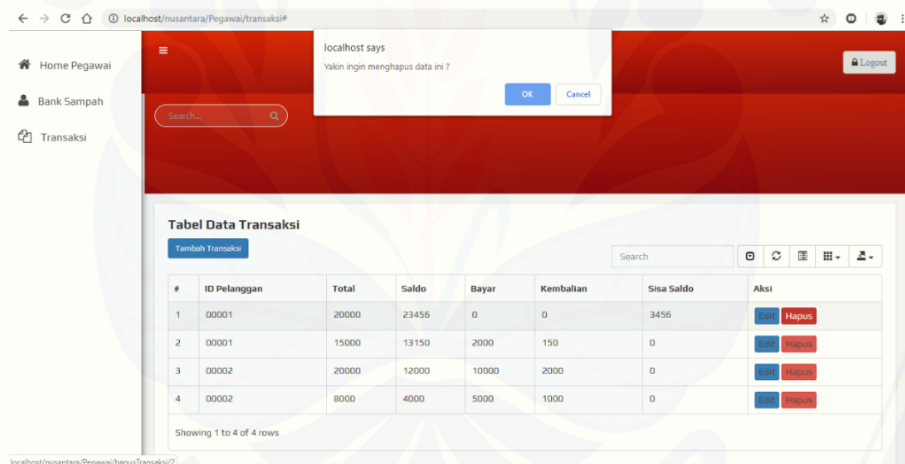 localhost/nusantara/Pegawai/transaksi#
localhost says
Yakin ingin menghapus data ini ?
OK Cancel
Home Pegawai
Bank Sampah
Transaksi
Logout
Search...
Tabel Data Transaksi
Tambah Transaksi
Search
# ID Pelanggan Total Saldo Bayar Kembalian Sisa Saldo Aksi
1 00001 20000 23456 0 0 3456 Edit Hapus
2 00001 15000 13150 2000 150 0 Edit Hapus
3 00002 20000 12000 10000 2000 0 Edit Hapus
4 00002 8000 4000 5000 1000 0 Edit Hapus
Showing 1 to 4 of 4 rows
localhost/nusantara/Pegawai/hapusTransaksi/2